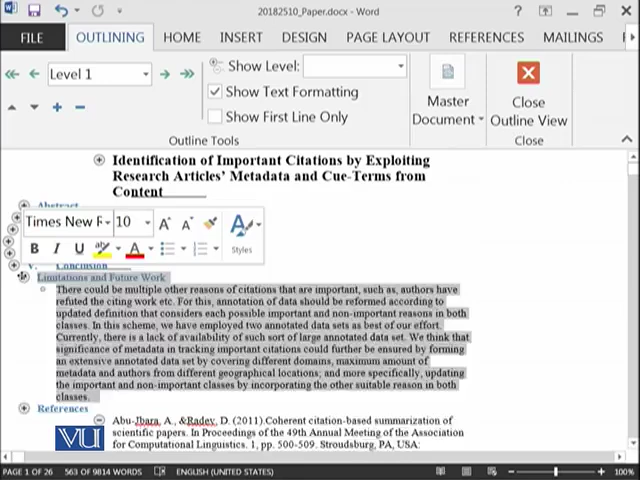 20182510_Paper.docx - Word
FILE OUTLINING HOME INSERT DESIGN PAGE LAYOUT REFERENCES MAILINGS
Level 1
Show Level:
Show Text Formatting
Show First Line Only
Outline Tools
Master Document
Close Outline View
Close
Identification of Important Citations by Exploiting
Research Articles' Metadata and Cue-Terms from
Content
Abstract
Times New F 10
B I U ab A
Styles
V. Conclusion
Limitations and Future Work
There could be multiple other reasons of citations that are important, such as, authors have
refuted the citing work etc. For this, annotation of data should be reformed according to
updated definition that considers each possible important and non-important reasons in both
classes. In this scheme, we have employed two annotated data sets as best of our effort.
Currently, there is a lack of availability of such sort of large annotated data set. We think that
significance of metadata in tracking important citations could further be ensured by forming
an extensive annotated data set by covering different domains, maximum amount of
metadata and authors from different geographical locations; and more specifically, updating
the important and non-important classes by incorporating the other suitable reason in both
classes.
References
Abu-Jbara, A., &Radev, D. (2011).Coherent citation-based summarization of
scientific papers. In Proceedings of the 49th Annual Meeting of the Association
for Computational Linguistics. 1, pp. 500-509. Stroudsburg, PA, USA:
VU
PAGE 1 OF 26 563 OF 9814 WORDS ENGLISH (UNITED STATES) 100%